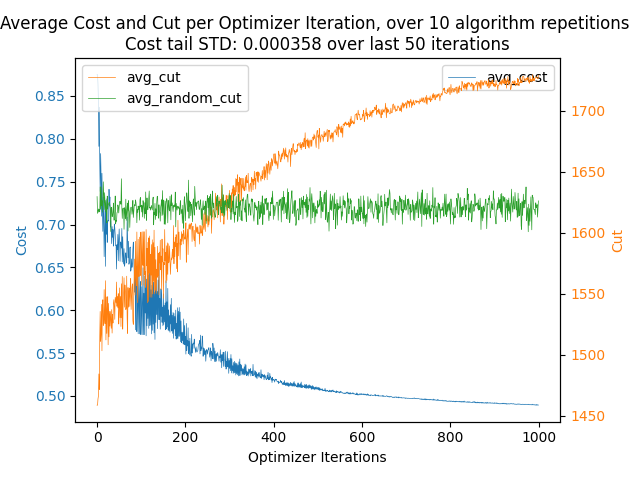 Average Cost and Cut per Optimizer Iteration, over 10 algorithm repetitions
Cost tail STD: 0.000358 over last 50 iterations
avg_cut
avg_random_cut
avg_cost
0.85
0.80
0.75
0.70
0.65
0.60
0.55
0.50
Cost
1700
1650
1600
1550
1500
1450
Cut
0
200
400
600
800
1000
Optimizer Iterations